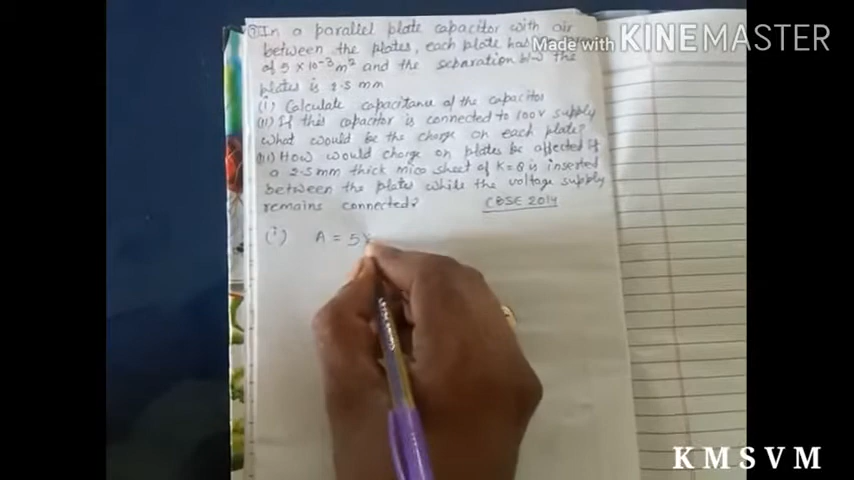 In a parallel plate capacitor with air
between the plates, each plate has
of 5 × 10⁻³ m² and the separation b/w the
plates is 2.5 mm
(i) Calculate capacitance of the capacitor
(ii) If this capacitor is connected to 100V supply
what would be the charge on each plate?
(iii) How would charge on plates be affected if
a 2.5mm thick mica sheet of K=8 is inserted
between the plates while the voltage supply
remains connected?
CBSE 2014
(i) A = 5×
Made with KINEMASTER
KMSVM